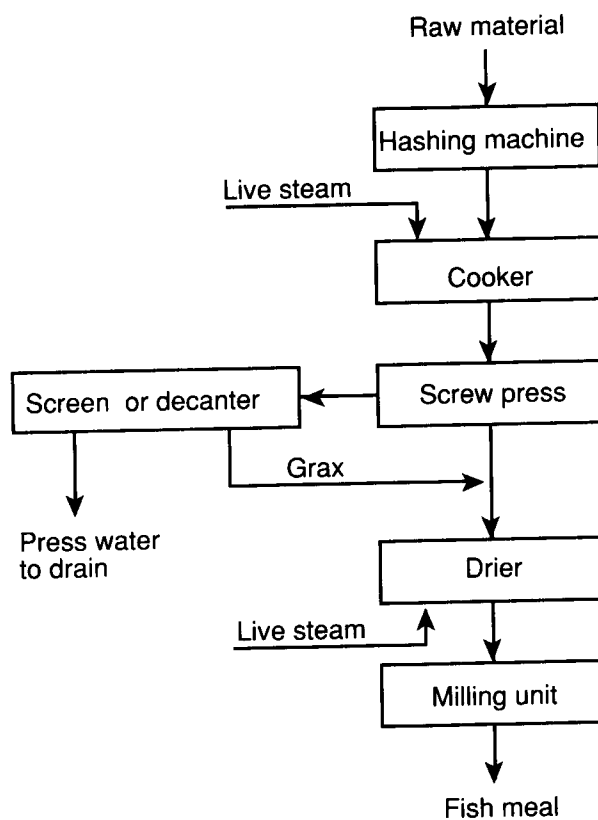 Raw material
Hashing machine
Live steam
Cooker
Screw press
Screen or decanter
Grax
Press water
to drain
Drier
Live steam
Milling unit
Fish meal